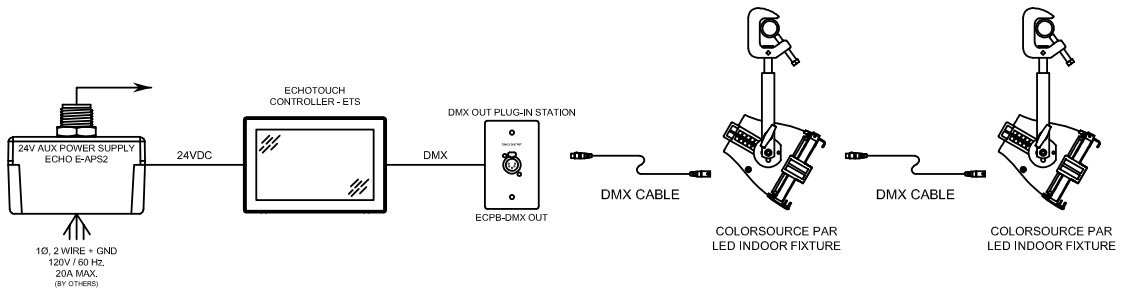 24V AUX POWER SUPPLY
ECHO E-APS2
1Ø, 2 WIRE + GND
120V / 60 Hz.
20A MAX.
(BY OTHERS)
24VDC
ECHOTOUCH
CONTROLLER - ETS
DMX
DMX OUT PLUG-IN STATION
DMX OUTPUT
ECPB-DMX OUT
DMX CABLE
COLORSOURCE PAR
LED INDOOR FIXTURE
DMX CABLE
COLORSOURCE PAR
LED INDOOR FIXTURE